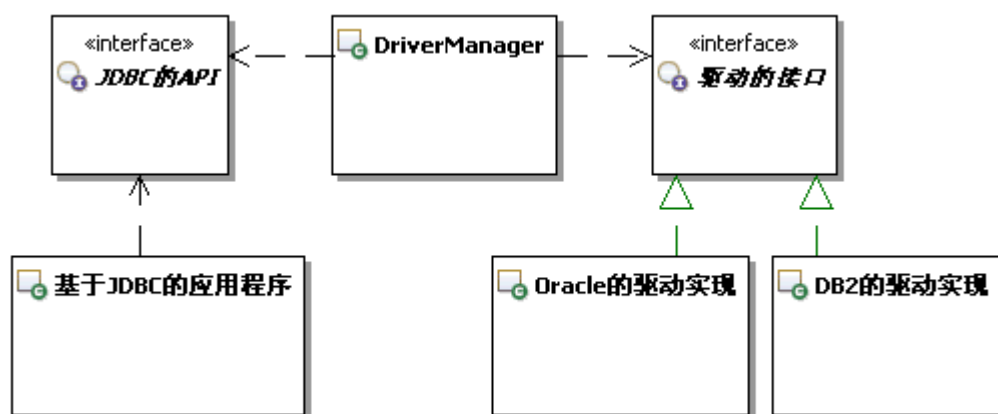 «interface»
JDBC的API
DriverManager
«interface»
驱动的接口
基于JDBC的应用程序
Oracle的驱动实现
DB2的驱动实现